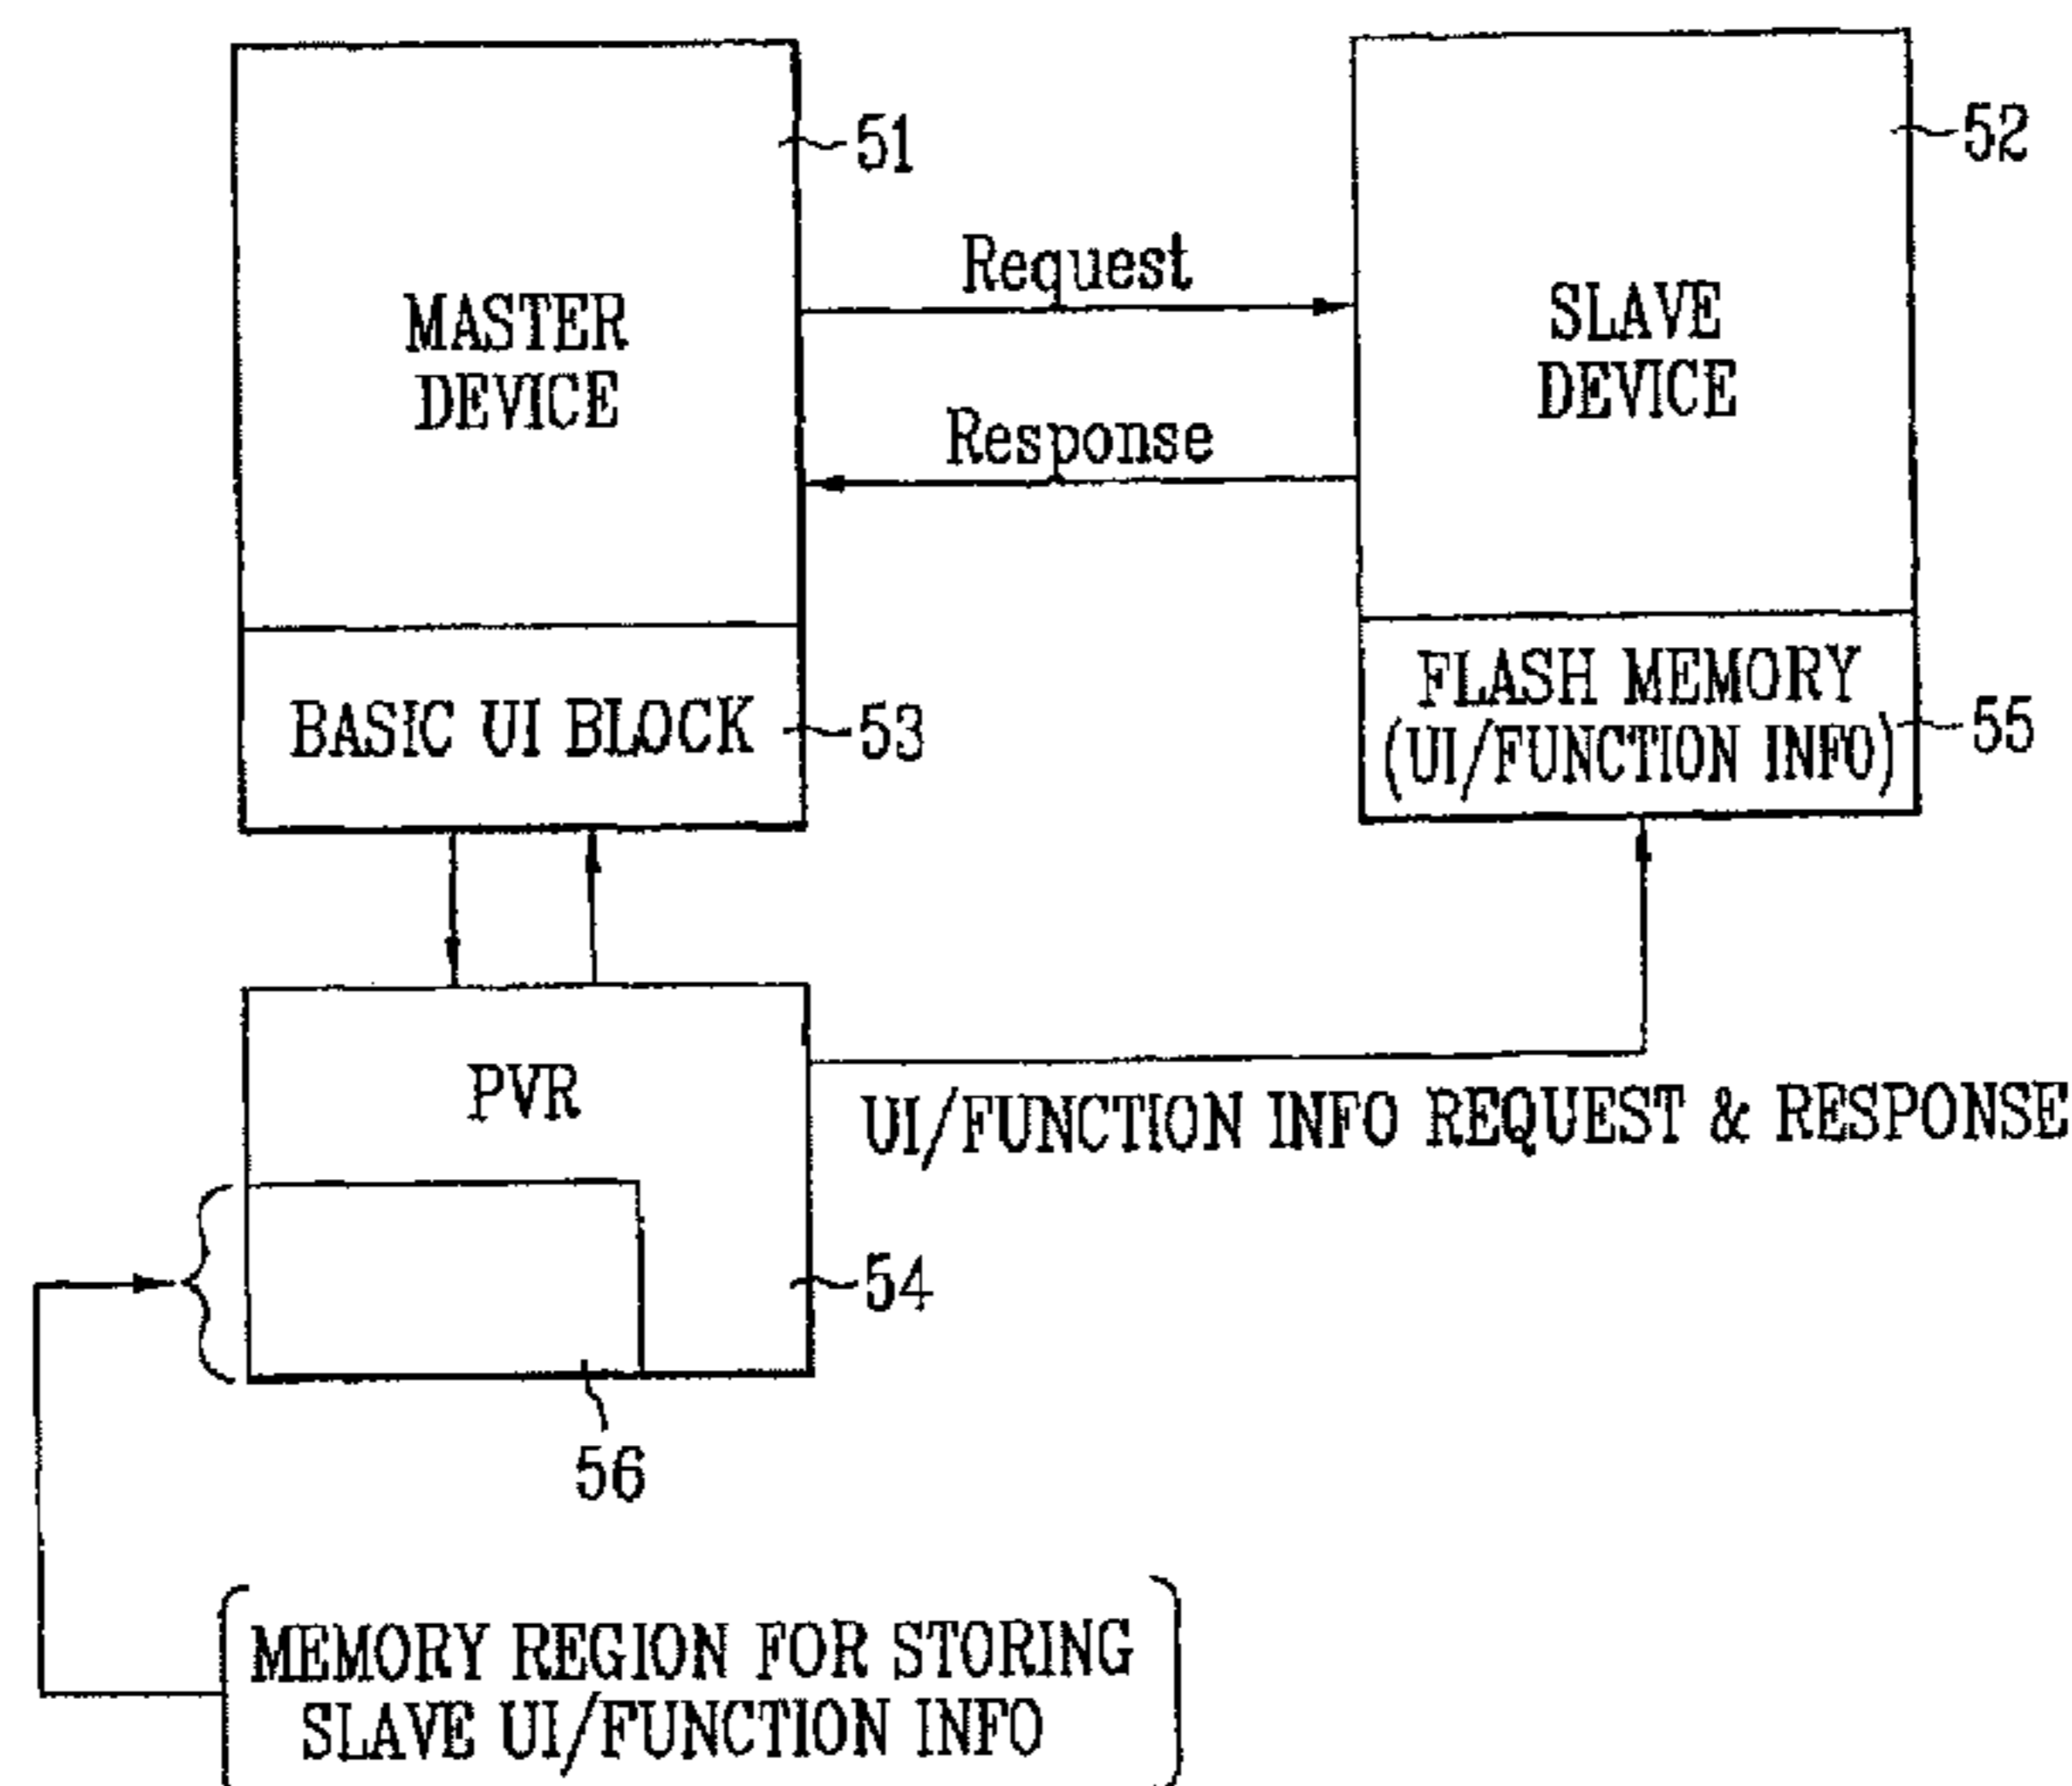 51
52
Request
MASTER
DEVICE
SLAVE
DEVICE
Response
BASIC UI BLOCK
53
FLASH MEMORY
(UI/FUNCTION INFO)
55
PVR
UI/FUNCTION INFO REQUEST & RESPONSE
54
56
MEMORY REGION FOR STORING
SLAVE UI/FUNCTION INFO